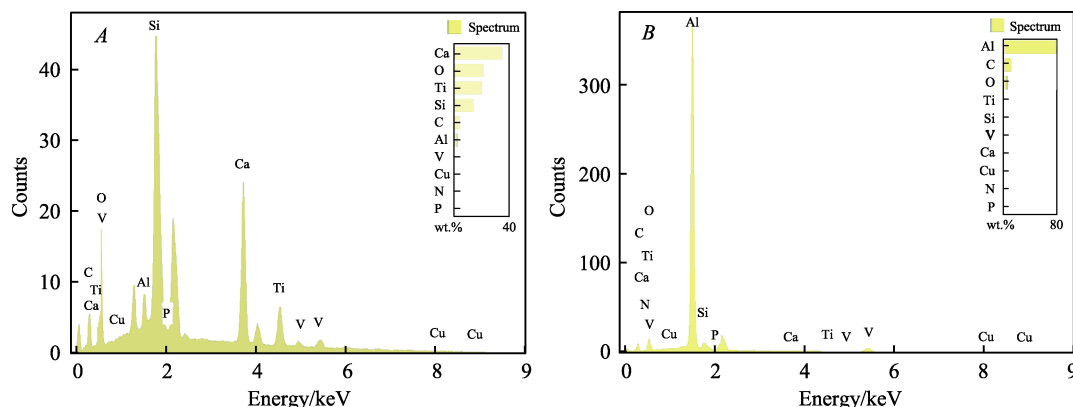 A
Si
Spectrum
Ca
O
Ti
Si
C
Al
V
Cu
N
P
wt.% 40
40
30
20
10
0
Counts
O
V
C
Ti
Ca
Cu
Al
P
Ca
Ti
V
V
Cu
Cu
0 2 4 6 8 9
Energy/keV
B
Al
Spectrum
Al
C
O
Ti
Si
V
Ca
Cu
N
P
wt.% 80
300
200
100
0
Counts
O
C
Ti
Ca
N
V
Cu
Si
P
Ca
Ti
V
V
Cu
Cu
0 2 4 6 8 9
Energy/keV